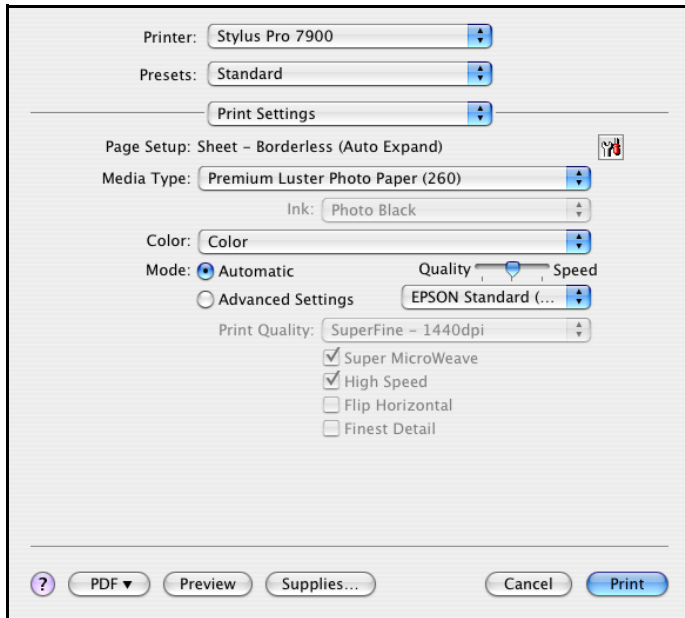 Printer: Stylus Pro 7900
Presets: Standard
Print Settings
Page Setup: Sheet – Borderless (Auto Expand)
Media Type: Premium Luster Photo Paper (260)
Ink: Photo Black
Color: Color
Mode: Automatic Quality Speed
Advanced Settings EPSON Standard (...
Print Quality: SuperFine – 1440dpi
Super MicroWeave
High Speed
Flip Horizontal
Finest Detail
? PDF ▼ Preview Supplies... Cancel Print